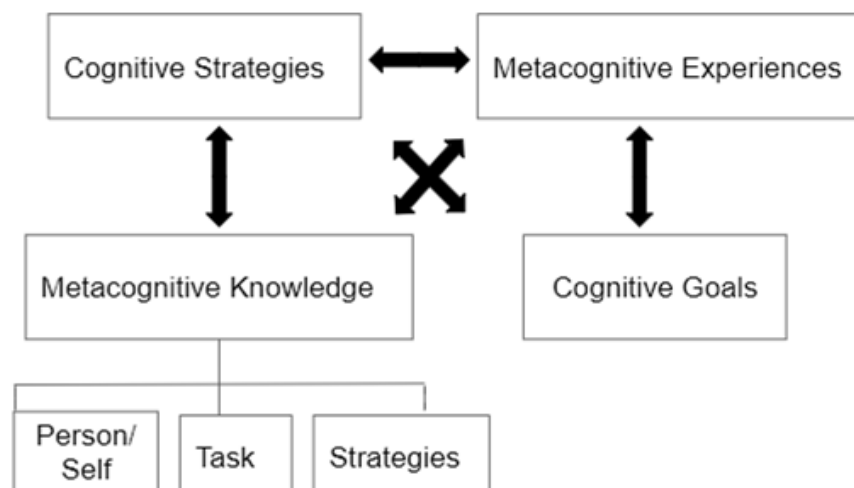 Cognitive Strategies
Metacognitive Experiences
Metacognitive Knowledge
Cognitive Goals
Person/
Self
Task
Strategies